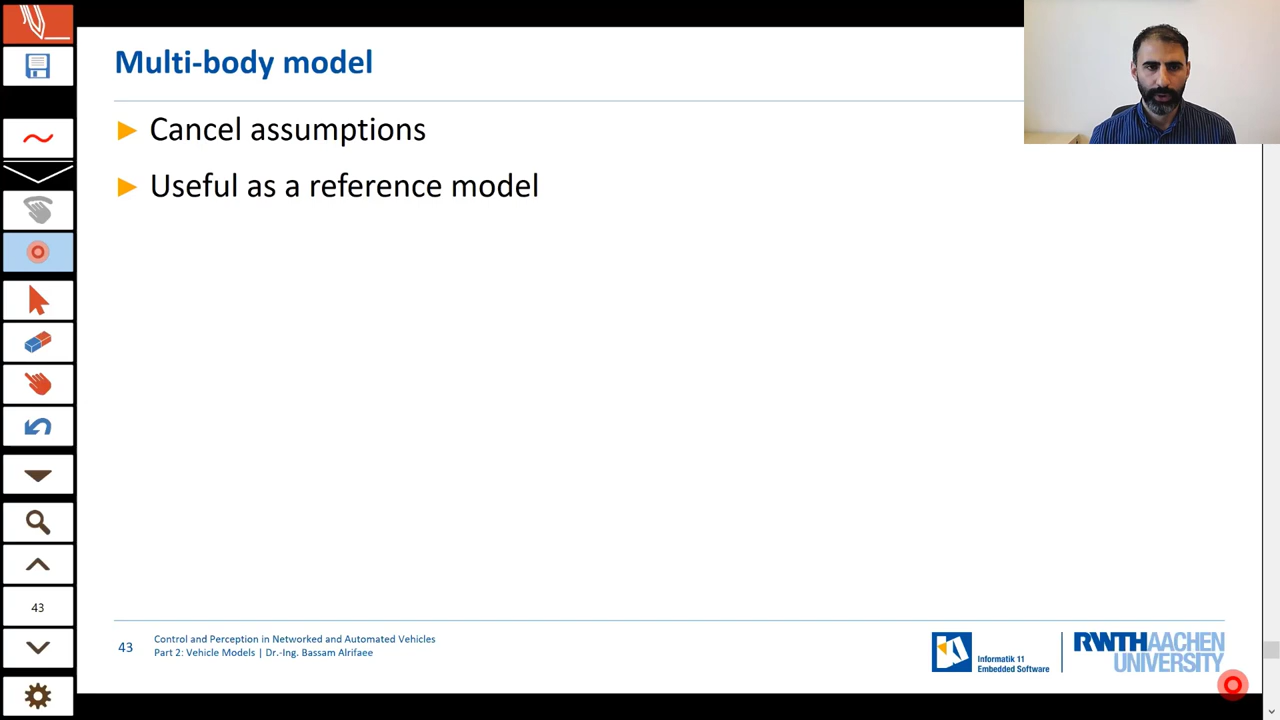 Multi-body model
► Cancel assumptions
► Useful as a reference model
43
43
Control and Perception in Networked and Automated Vehicles
Part 2: Vehicle Models | Dr.-Ing. Bassam Alrifaee
Informatik 11
Embedded Software
RWTH AACHEN
UNIVERSITY